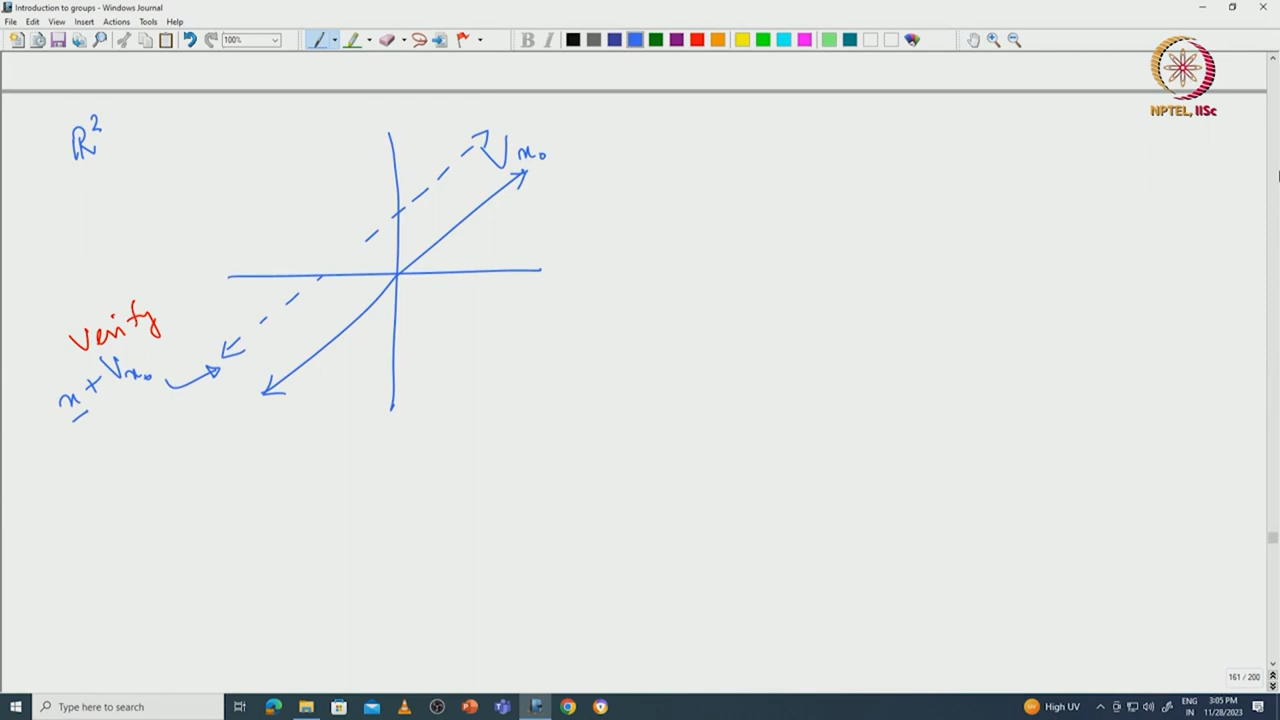 Introduction to groups - Windows Journal
File Edit View Insert Actions Tools Help
100%
B I
NPTEL, IISc
ℝ²
V x₀
Verify
x + V x₀
161 / 200
Type here to search
High UV
ENG
IN
3:05 PM
11/28/2023